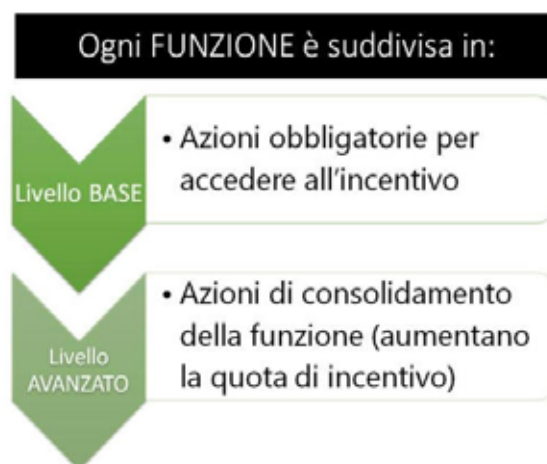 Ogni FUNZIONE è suddivisa in:
Livello BASE
• Azioni obbligatorie per
accedere all'incentivo
Livello
AVANZATO
• Azioni di consolidamento
della funzione (aumentano
la quota di incentivo)